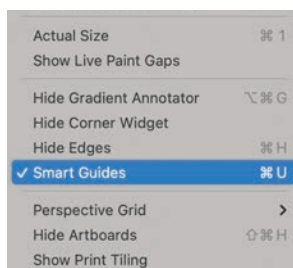 Actual Size ⌘ 1
Show Live Paint Gaps
Hide Gradient Annotator ⌥⌘ G
Hide Corner Widget
Hide Edges ⌘ H
✓ Smart Guides ⌘ U
Perspective Grid >
Hide Artboards ⇧⌘ H
Show Print Tiling